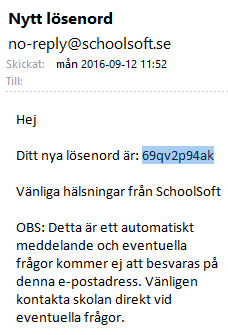 Nytt lösenord
no-reply@schoolsoft.se
Skickat: mån 2016-09-12 11:52
Till:
Hej
Ditt nya lösenord är: 69qv2p94ak
Vänliga hälsningar från SchoolSoft
OBS: Detta är ett automatiskt
meddelande och eventuella
frågor kommer ej att besvaras på
denna e-postadress. Vänligen
kontakta skolan direkt vid
eventuella frågor.